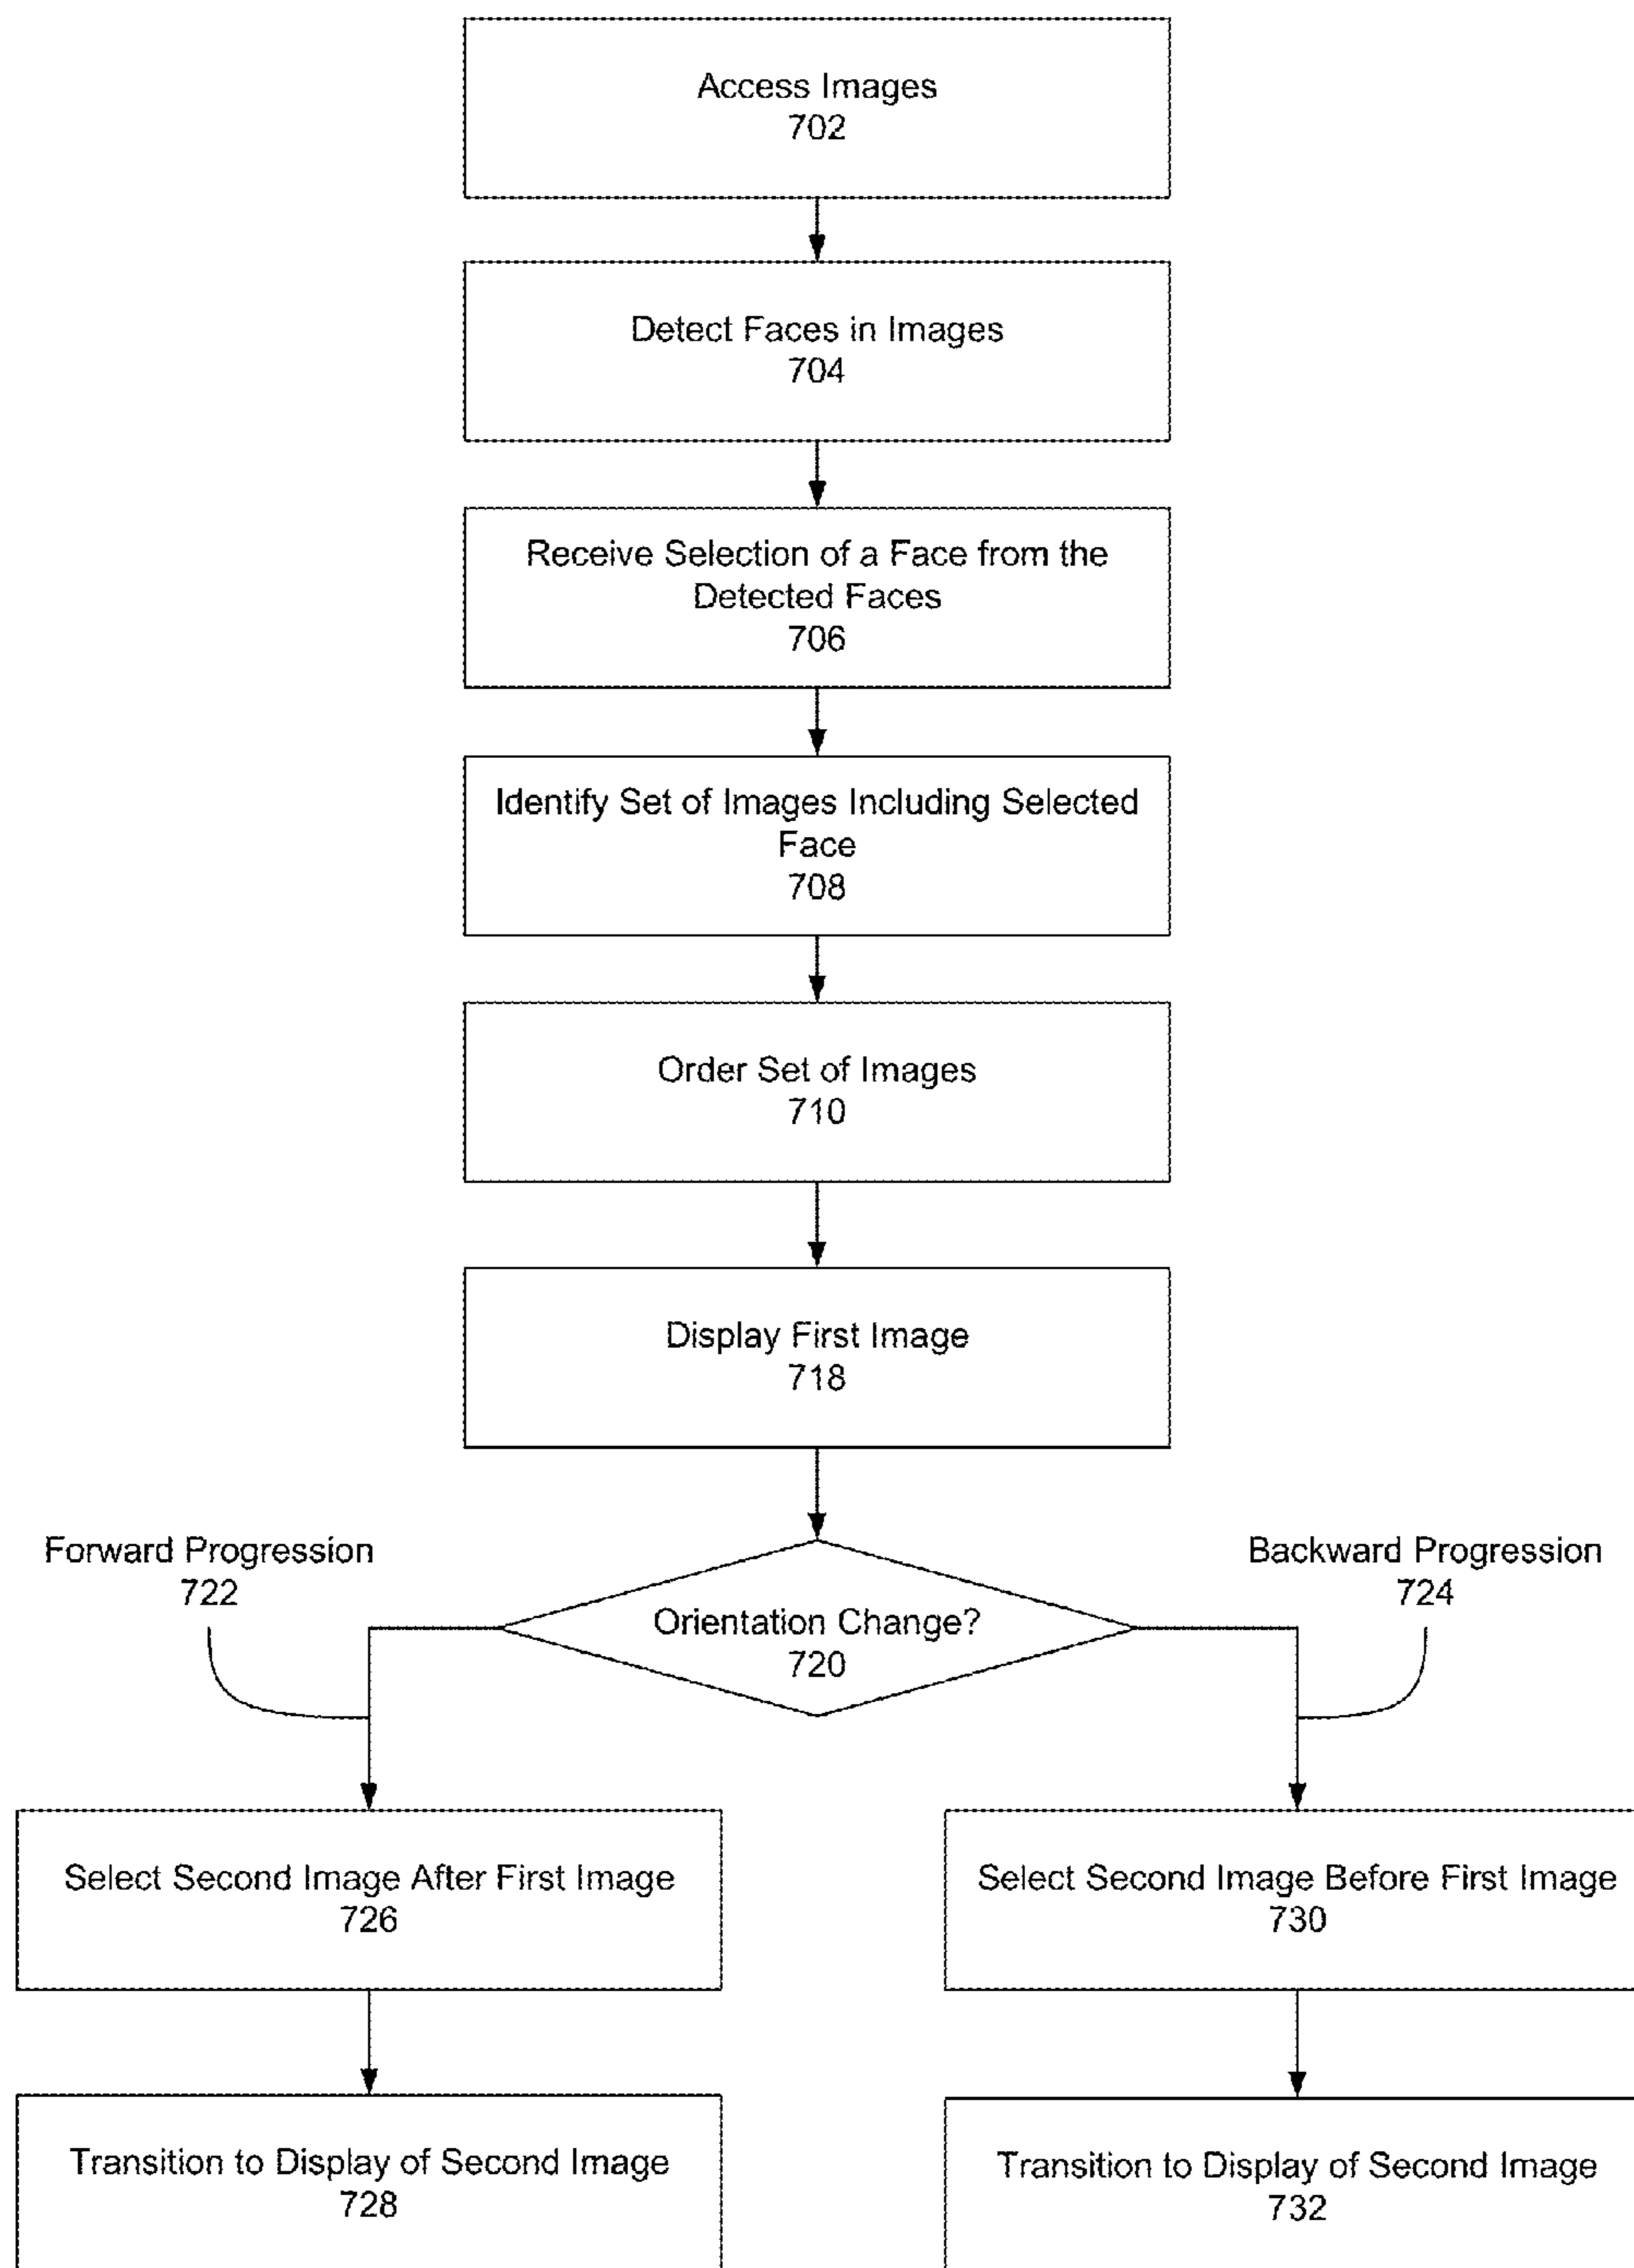 Access Images
702
Detect Faces in Images
704
Receive Selection of a Face from the
Detected Faces
706
Identify Set of Images Including Selected
Face
708
Order Set of Images
710
Display First Image
718
Forward Progression
722
Backward Progression
724
Orientation Change?
720
Select Second Image After First Image
726
Select Second Image Before First Image
730
Transition to Display of Second Image
728
Transition to Display of Second Image
732